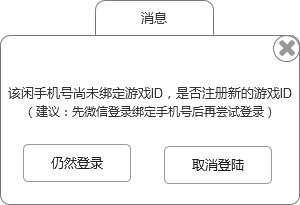 消息
该闲手机号尚未绑定游戏ID，是否注册新的游戏ID
（建议：先微信登录绑定手机号后再尝试登录）
仍然登录
取消登陆